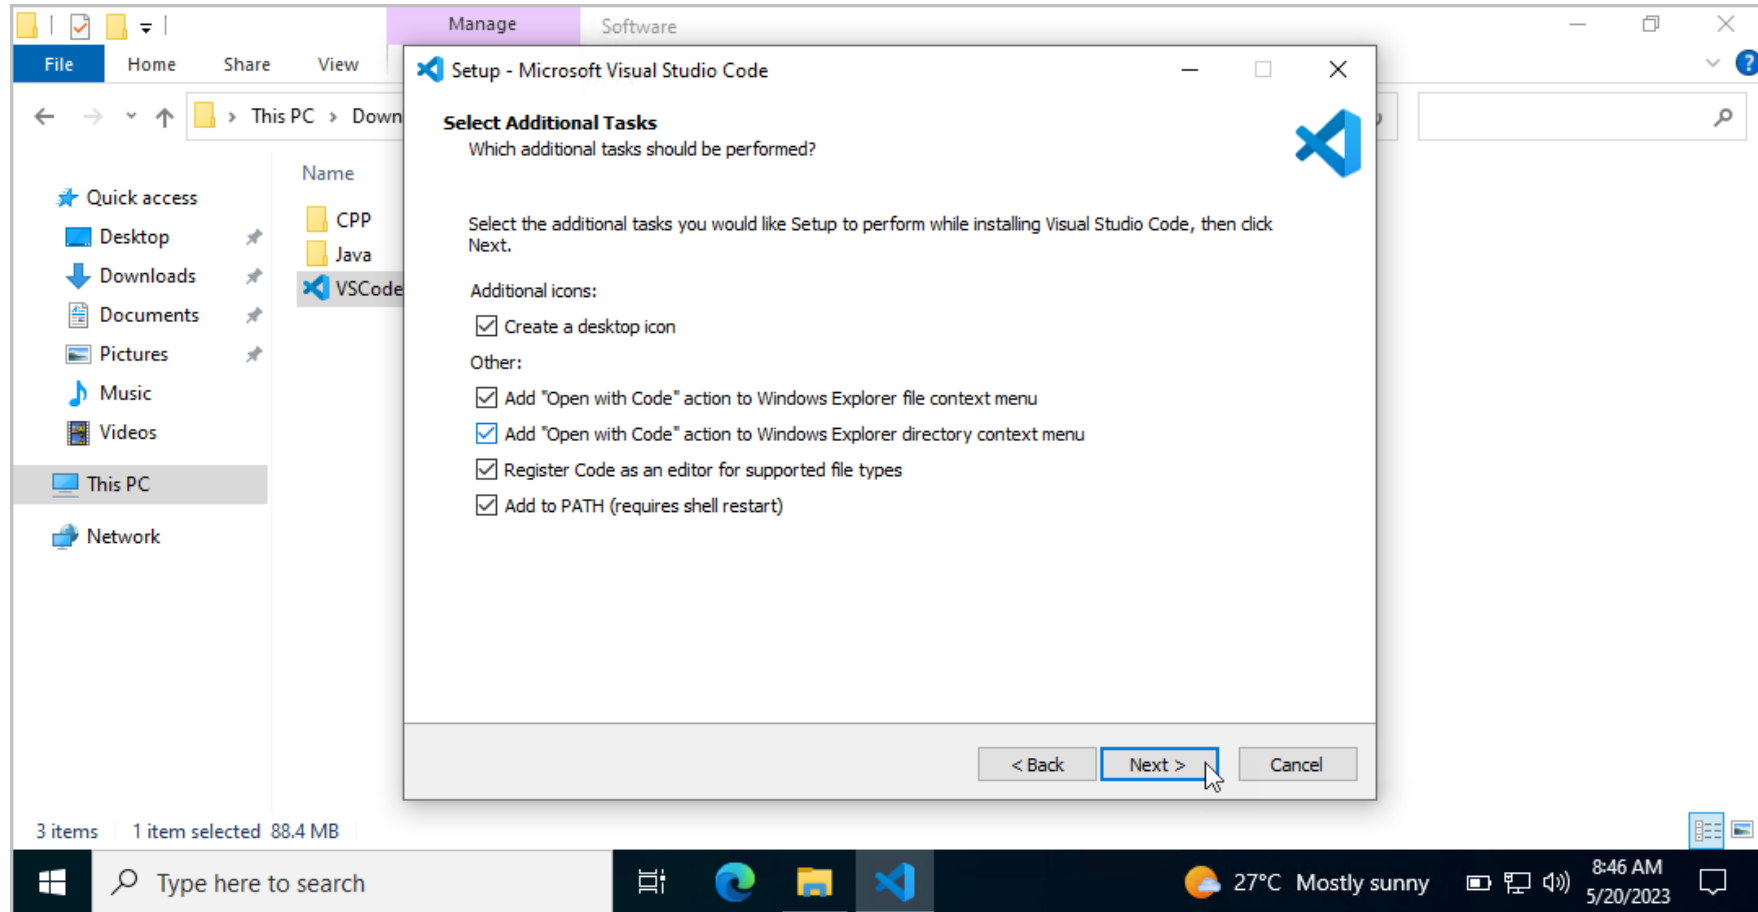 Manage
Software
File
Home
Share
View
This PC
Down
Quick access
Desktop
Downloads
Documents
Pictures
Music
Videos
This PC
Network
Name
CPP
Java
VSCode
Setup - Microsoft Visual Studio Code
Select Additional Tasks
Which additional tasks should be performed?
Select the additional tasks you would like Setup to perform while installing Visual Studio Code, then click
Next.
Additional icons:
Create a desktop icon
Other:
Add "Open with Code" action to Windows Explorer file context menu
Add "Open with Code" action to Windows Explorer directory context menu
Register Code as an editor for supported file types
Add to PATH (requires shell restart)
< Back
Next >
Cancel
3 items
1 item selected 88.4 MB
Type here to search
27°C Mostly sunny
8:46 AM
5/20/2023